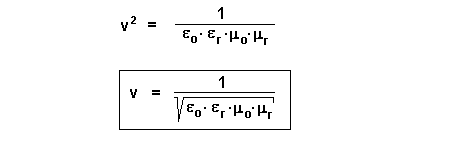 v² = 1 / ε₀· εᵣ ·μ₀· μᵣ
v = 1 / √ε₀· εᵣ ·μ₀· μᵣ